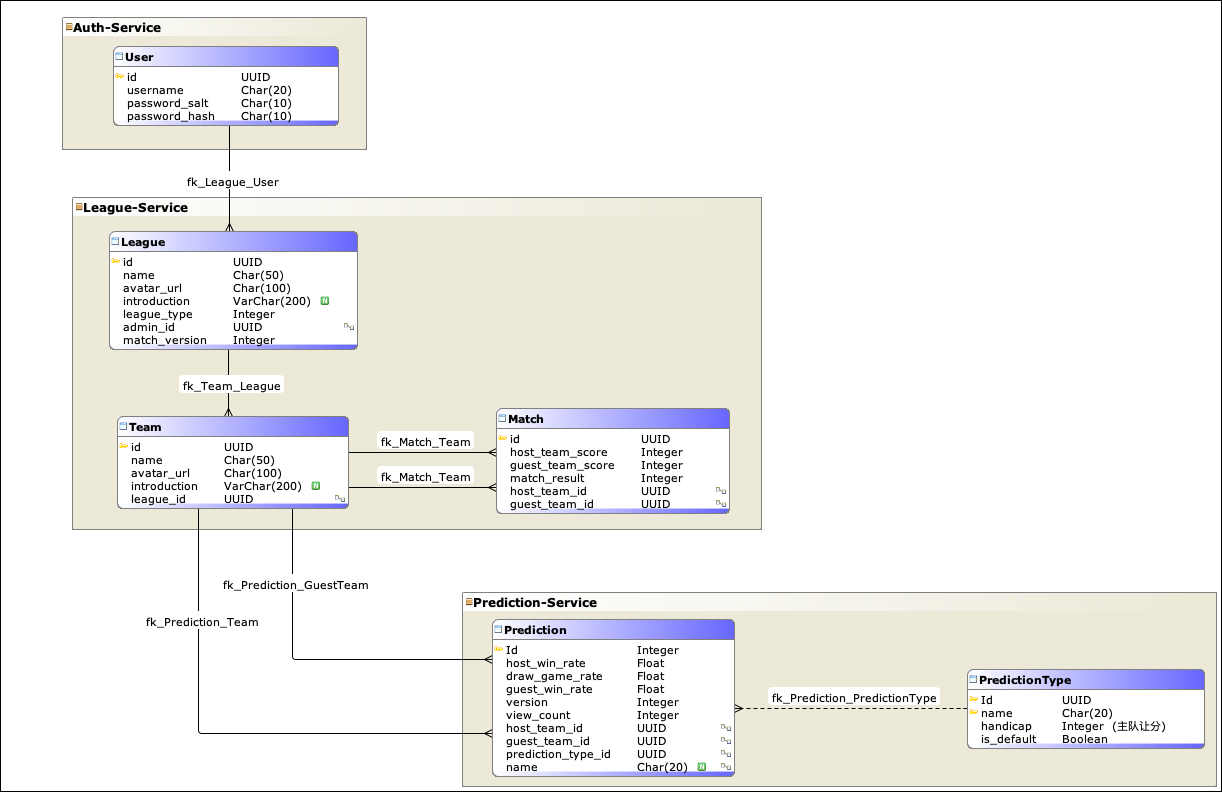 Auth-Service
User
id UUID
username Char(20)
password_salt Char(10)
password_hash Char(10)
fk_League_User
League-Service
League
id UUID
name Char(50)
avatar_url Char(100)
introduction VarChar(200) N
league_type Integer
admin_id UUID
match_version Integer
fk_Team_League
Team
id UUID
name Char(50)
avatar_url Char(100)
introduction VarChar(200) N
league_id UUID
fk_Match_Team
fk_Match_Team
Match
id UUID
host_team_score Integer
guest_team_score Integer
match_result Integer
host_team_id UUID
guest_team_id UUID
fk_Prediction_GuestTeam
fk_Prediction_Team
Prediction-Service
Prediction
Id Integer
host_win_rate Float
draw_game_rate Float
guest_win_rate Float
version Integer
view_count Integer
host_team_id UUID
guest_team_id UUID
prediction_type_id UUID
name Char(20) N
fk_Prediction_PredictionType
PredictionType
Id UUID
name Char(20)
handicap Integer (主队让分)
is_default Boolean